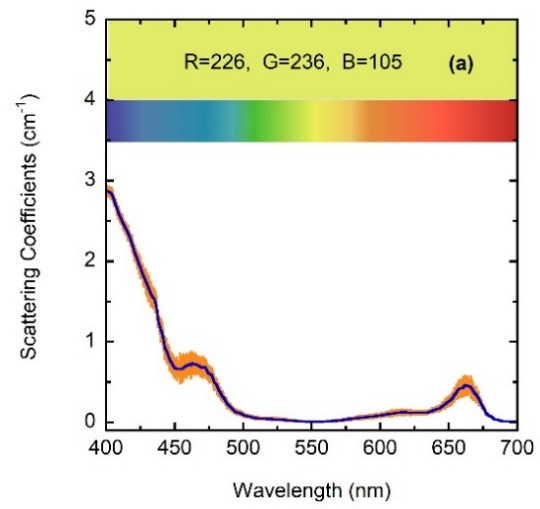 R=226, G=236, B=105 (a)
Scattering Coefficients (cm⁻¹)
5
4
3
2
1
0
400 450 500 550 600 650 700
Wavelength (nm)